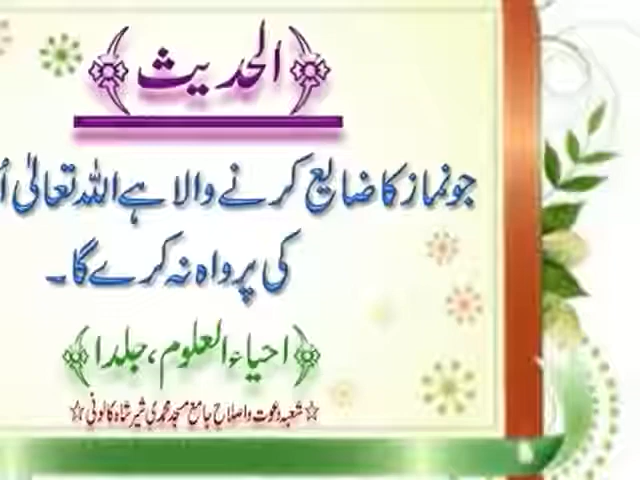 الحدیث
جو نماز کا ضایع کرنے والا ہے اللہ تعالیٰ
کی پرواہ نہ کرے گا۔
احیاء العلوم، جلد ا
☆ شعبہ دعوت و اصلاح جامع مسجد محمدی شیر شاہ کالونی ☆